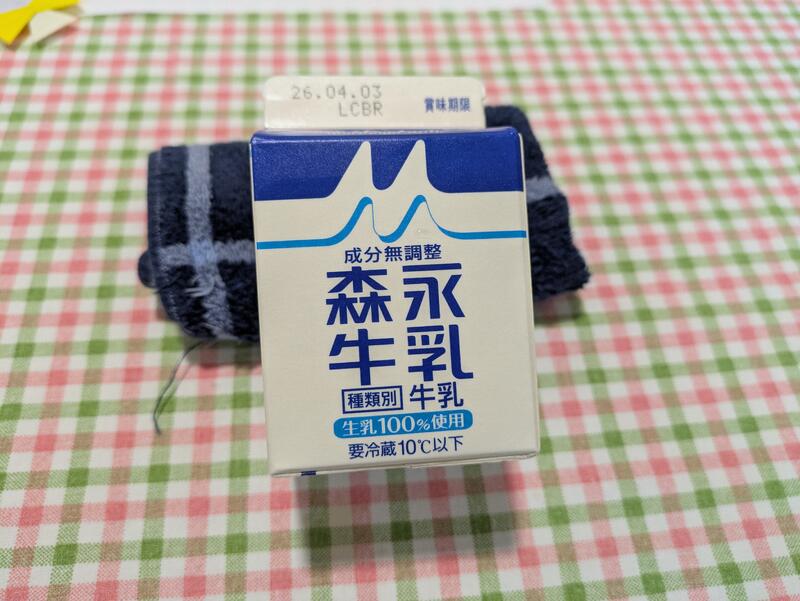 26.04.03
LCBR
賞味期限
成分無調整
森永
牛乳
種類別 牛乳
生乳100%使用
要冷蔵10℃以下